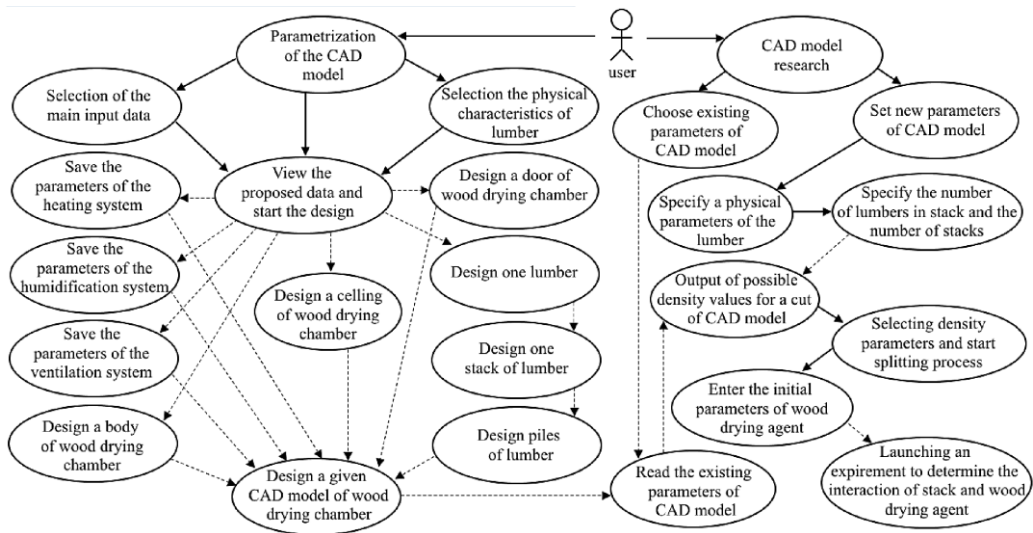 Parametrization
of the CAD
model
user
CAD model
research
Selection of the
main input data
Selection the physical
characteristics of
lumber
Choose existing
parameters of
CAD model
Set new parameters
of CAD model
Save the
parameters of the
heating system
View the
proposed data and
start the design
Design a door of
wood drying chamber
Specify a physical
parameters of the
lumber
Specify the number
of lumbers in stack and the
number of stacks
Save the
parameters of the
humidification system
Design a celling
of wood drying
chamber
Design one lumber
Output of possible
density values for a cut
of CAD model
Save the
parameters of the
ventilation system
Design one
stack of lumber
Selecting density
parameters and start
splitting process
Enter the initial
parameters of wood
drying agent
Design a body
of wood drying
chamber
Design piles
of lumber
Design a given
CAD model of wood
drying chamber
Read the existing
parameters of
CAD model
Launching an
expirement to determine the
interaction of stack and wood
drying agent